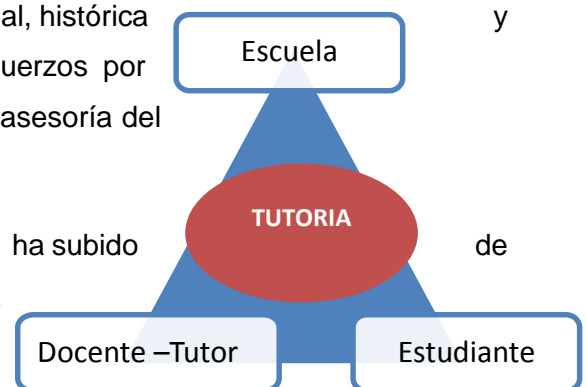 al, histórica y
Escuela
uerzos por
asesoría del
TUTORIA
ha subido de
Docente –Tutor Estudiante